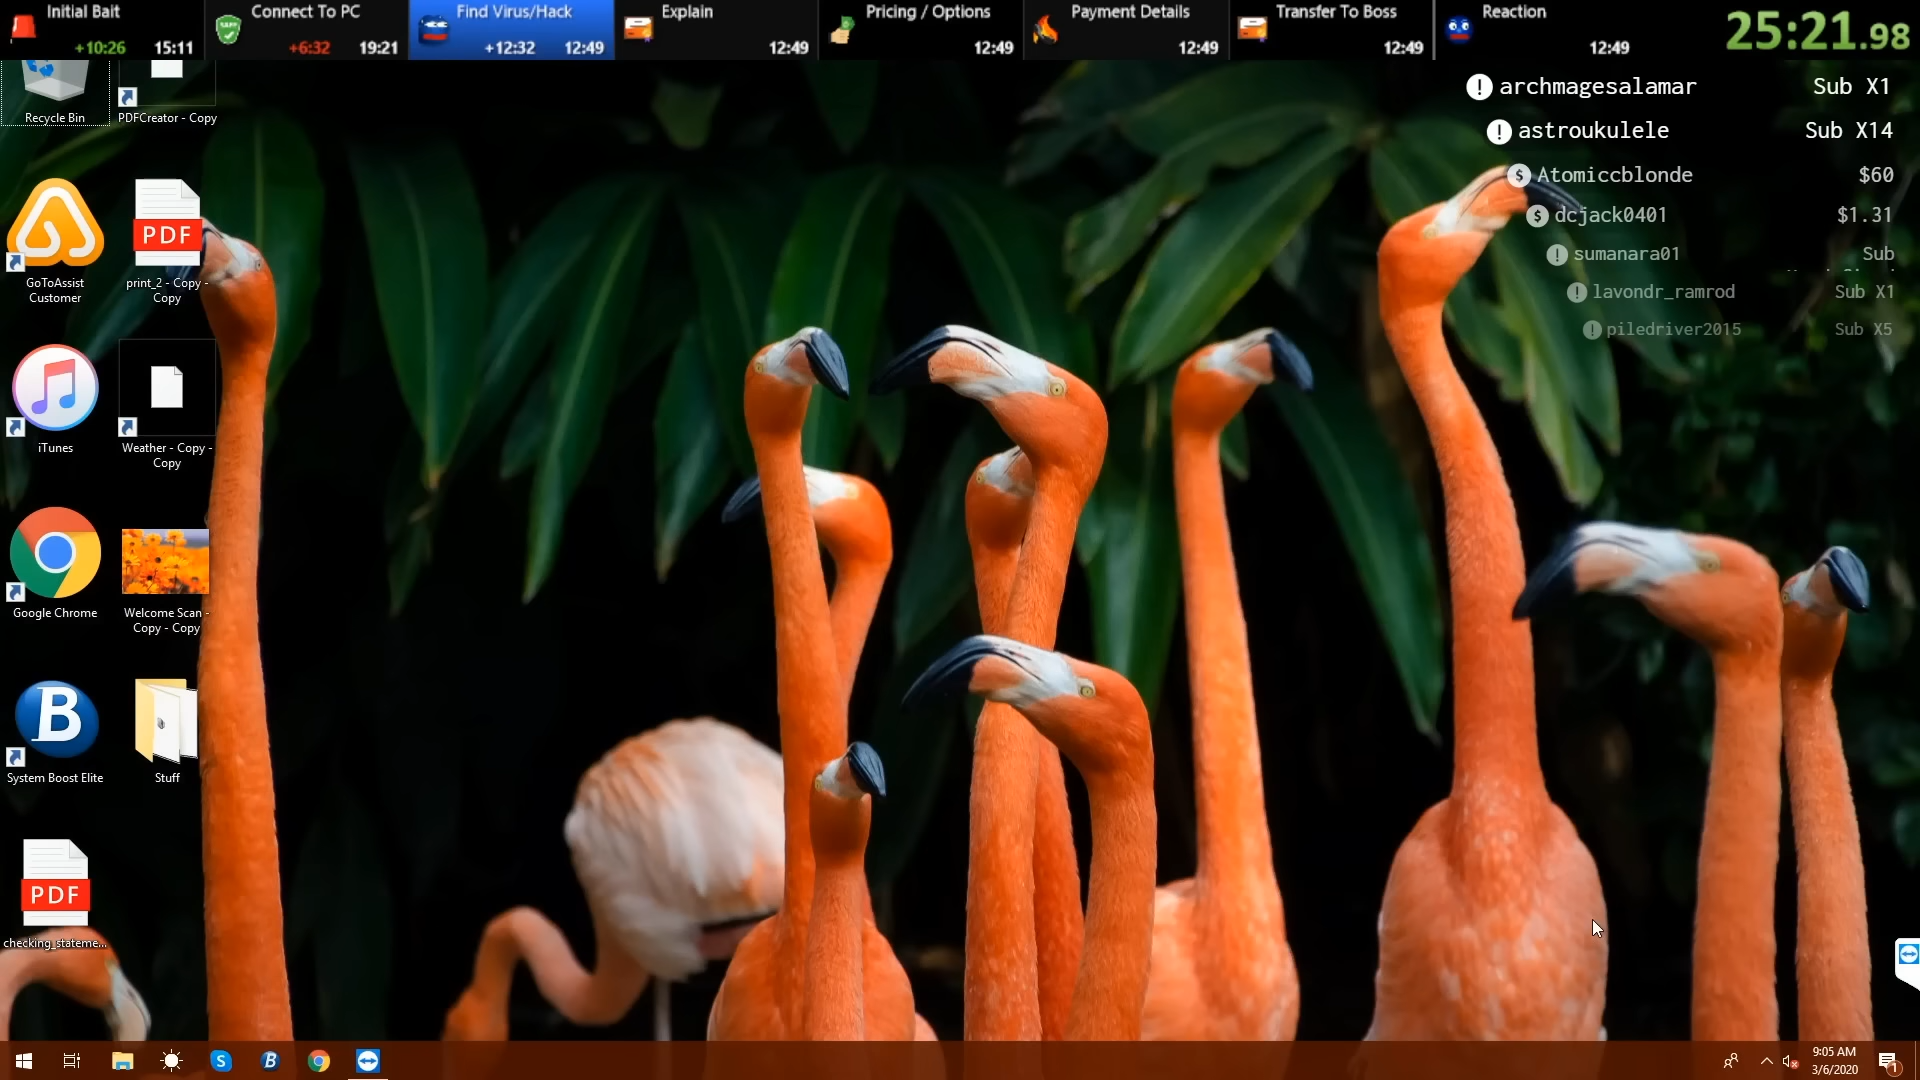 Initial Bait
+10:26 15:11
Connect To PC
+6:32 19:21
Find Virus/Hack
+12:32 12:49
Explain
12:49
Pricing / Options
12:49
Payment Details
12:49
Transfer To Boss
12:49
Reaction
12:49
25:21.98
archmagesalamar Sub X1
astroukulele Sub X14
Atomiccblonde $60
dcjack0401 $1.31
sumanara01 Sub
lavondr_ramrod Sub X1
piledriver2015 Sub X5
Recycle Bin
PDFCreator - Copy
GoToAssist
Customer
PDF
print_2 - Copy -
Copy
iTunes
Weather - Copy -
Copy
Google Chrome
Welcome Scan -
Copy - Copy
B
System Boost Elite
Stuff
PDF
checking_stateme...
S
B
9:05 AM
3/6/2020
1